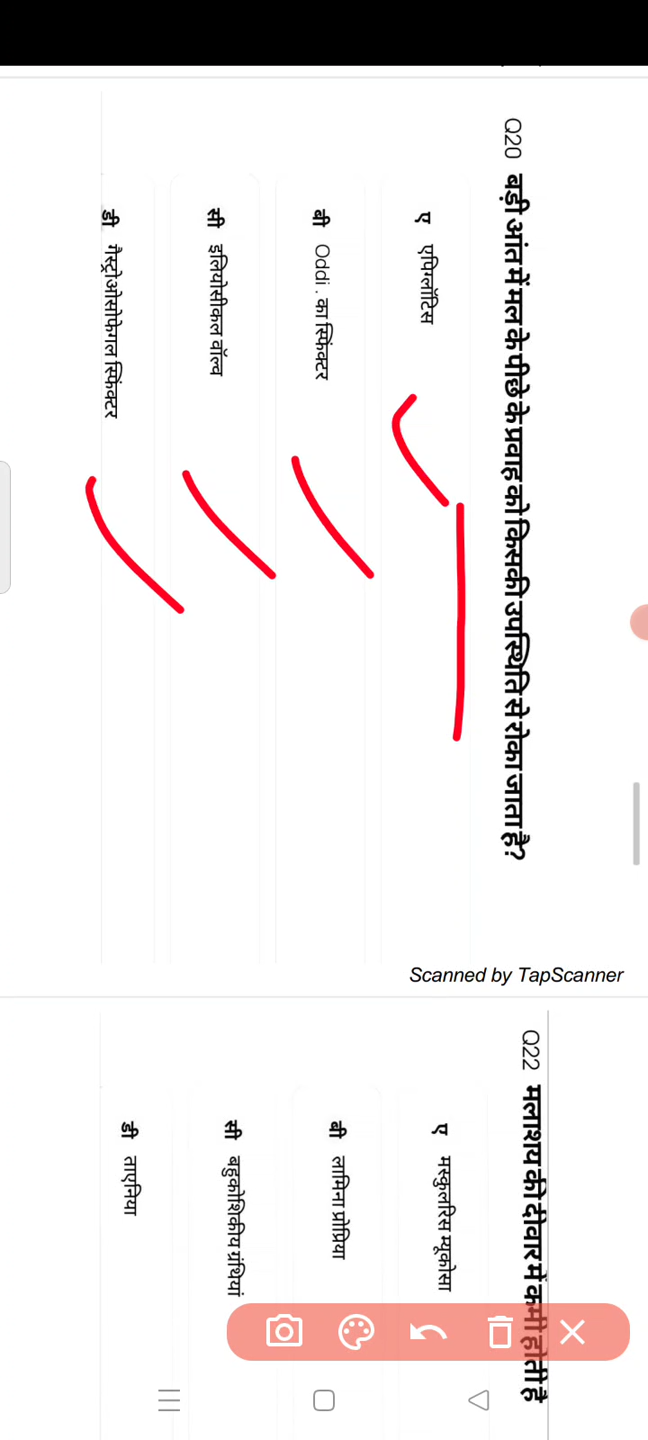 Q20 बड़ी आंत में मल के पीछे के प्रवाह को किसकी उपस्थिति से रोका जाता है?
ए एपिग्लॉटिस
बी Oddi . का स्फिंक्टर
सी इलियोसीकल वॉल्व
डी गैस्ट्रोओसोफेगल स्फिंक्टर
Scanned by TapScanner
Q22 मलाशय की दीवार में कमी होती है
ए मस्कुलरिस म्यूकोसा
बी लामिना प्रोप्रिया
सी बहुकोशिकीय ग्रंथियां
डी ताएनिया